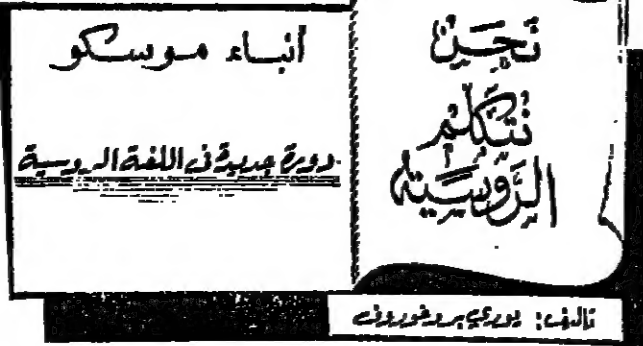 نحن
نتكلم
الروسية
أنباء موسكو
دورة جديدة في اللغة الروسية
تأليف: يوري بروخوروف